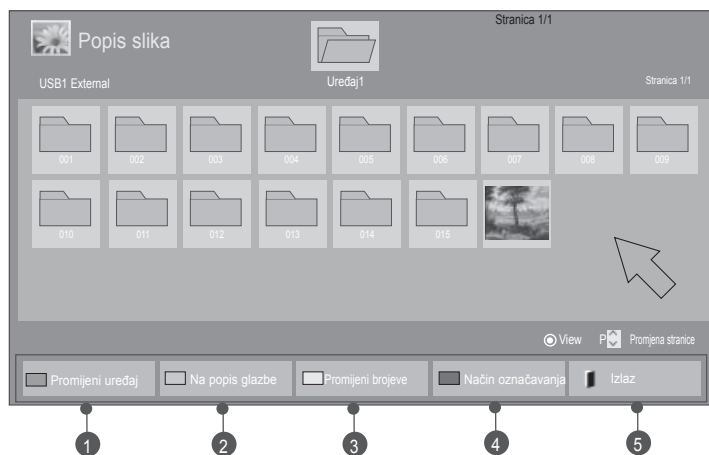 Stranica 1/1
Popis slika
USB1 External
Uređaj1
Stranica 1/1
001 002 003 004 005 006 007 008 009
010 011 012 013 014 015
View P Promjena stranice
Promijeni uređaj Na popis glazbe Promijeni brojeve Način označavanja Izlaz
1 2 3 4 5